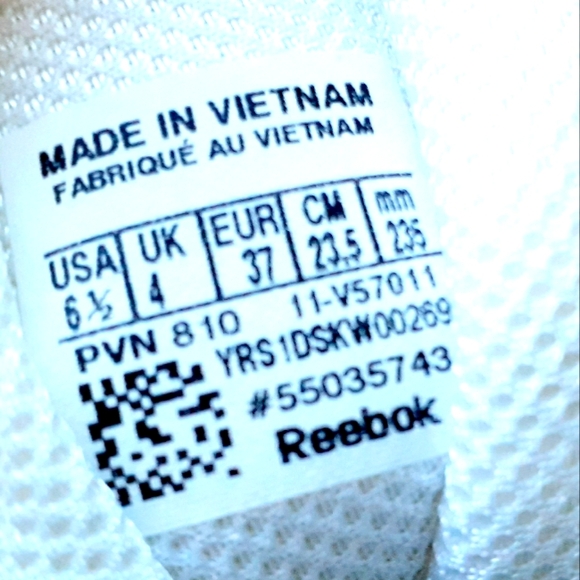 MADE IN VIETNAM
FABRIQUÉ AU VIETNAM
USA UK EUR CM mm
6 ½ 4 37 23.5 235
PVN 810 11-V57011
YRS1DSKW00269
#55035743
Reebok